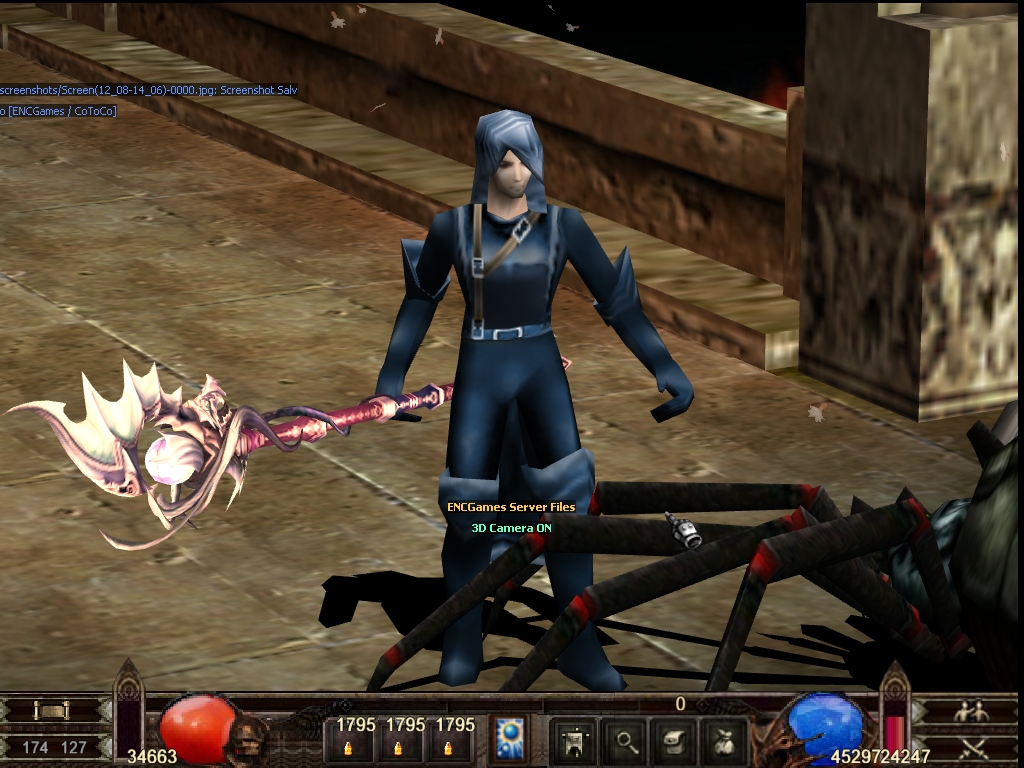 screenshots/Screen(12_08-14_06)-0000.jpg: Screenshot Salv
o [ENCGames / CoToCo]
ENCGames Server Files
3D Camera ON
0
1795 1795 1795
174 127
34663
4529724247